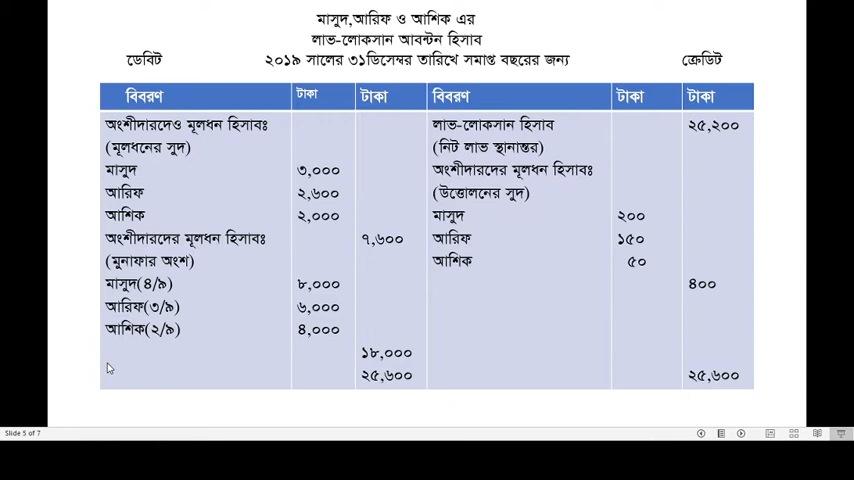 মাসুদ,আরিফ ও আশিক এর
লাভ-লোকসান আবন্টন হিসাব
ডেবিট ২০১৯ সালের ৩১ডিসেম্বর তারিখে সমাপ্ত বছরের জন্য ক্রেডিট
বিবরণ টাকা টাকা বিবরণ টাকা টাকা
অংশীদারদেও মূলধন হিসাবঃ লাভ-লোকসান হিসাব ২৫,২০০
(মূলধনের সুদ) (নিট লাভ স্থানান্তর)
মাসুদ ৩,০০০ অংশীদারদের মূলধন হিসাবঃ
আরিফ ২,৬০০ (উত্তোলনের সুদ)
আশিক ২,০০০ মাসুদ ২০০
অংশীদারদের মূলধন হিসাবঃ ৭,৬০০ আরিফ ১৫০
(মুনাফার অংশ) আশিক ৫০
মাসুদ(৪/৯) ৮,০০০ ৪০০
আরিফ(৩/৯) ৬,০০০
আশিক(২/৯) ৪,০০০
১৮,০০০
২৫,৬০০ ২৫,৬০০
Slide 5 of 7